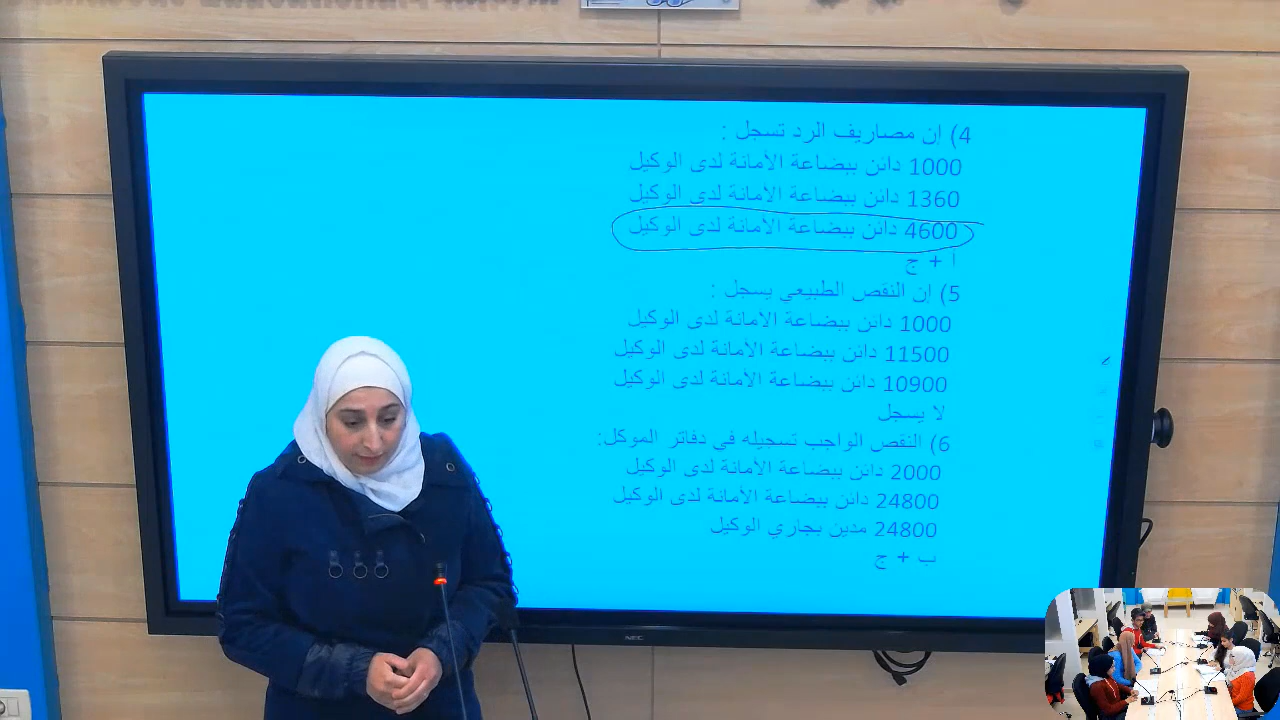 4) إن مصاريف الرد تسجل :
1000 دائن ببضاعة الأمانة لدى الوكيل
1360 دائن ببضاعة الأمانة لدى الوكيل
4600 دائن ببضاعة الأمانة لدى الوكيل
أ + ج
5) إن النقص الطبيعي يسجل :
1000 دائن ببضاعة الأمانة لدى الوكيل
11500 دائن ببضاعة الأمانة لدى الوكيل
10900 دائن ببضاعة الأمانة لدى الوكيل
لا يسجل
6) النقص الواجب تسجيله في دفاتر الموكل:
2000 دائن ببضاعة الأمانة لدى الوكيل
24800 دائن ببضاعة الأمانة لدى الوكيل
24800 مدين بجاري الوكيل
ب + ج
NEC